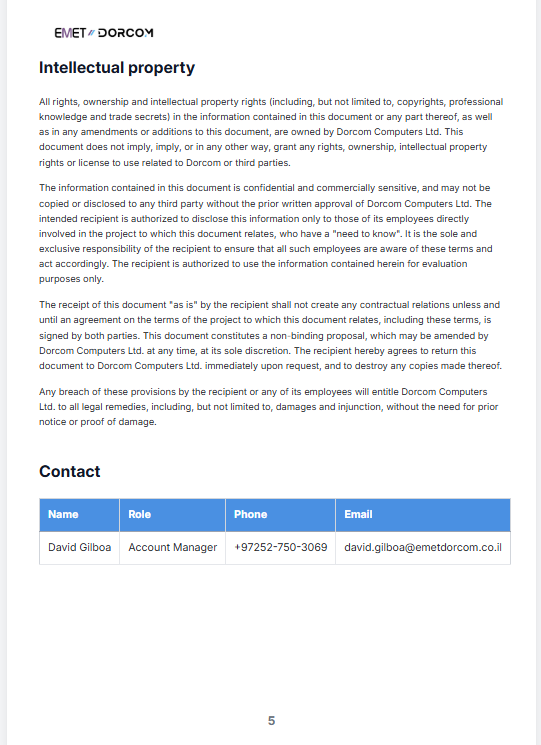 EMET DORCOM
Intellectual property
All rights, ownership and intellectual property rights (including, but not limited to, copyrights, professional
knowledge and trade secrets) in the information contained in this document or any part thereof, as well
as in any amendments or additions to this document, are owned by Dorcom Computers Ltd. This
document does not imply, imply, or in any other way, grant any rights, ownership, intellectual property
rights or license to use related to Dorcom or third parties.
The information contained in this document is confidential and commercially sensitive, and may not be
copied or disclosed to any third party without the prior written approval of Dorcom Computers Ltd. The
intended recipient is authorized to disclose this information only to those of its employees directly
involved in the project to which this document relates, who have a "need to know". It is the sole and
exclusive responsibility of the recipient to ensure that all such employees are aware of these terms and
act accordingly. The recipient is authorized to use the information contained herein for evaluation
purposes only.
The receipt of this document "as is" by the recipient shall not create any contractual relations unless and
until an agreement on the terms of the project to which this document relates, including these terms, is
signed by both parties. This document constitutes a non-binding proposal, which may be amended by
Dorcom Computers Ltd. at any time, at its sole discretion. The recipient hereby agrees to return this
document to Dorcom Computers Ltd. immediately upon request, and to destroy any copies made thereof.
Any breach of these provisions by the recipient or any of its employees will entitle Dorcom Computers
Ltd. to all legal remedies, including, but not limited to, damages and injunction, without the need for prior
notice or proof of damage.
Contact
Name Role Phone Email
David Gilboa Account Manager +97252-750-3069 david.gilboa@emetdorcom.co.il
5